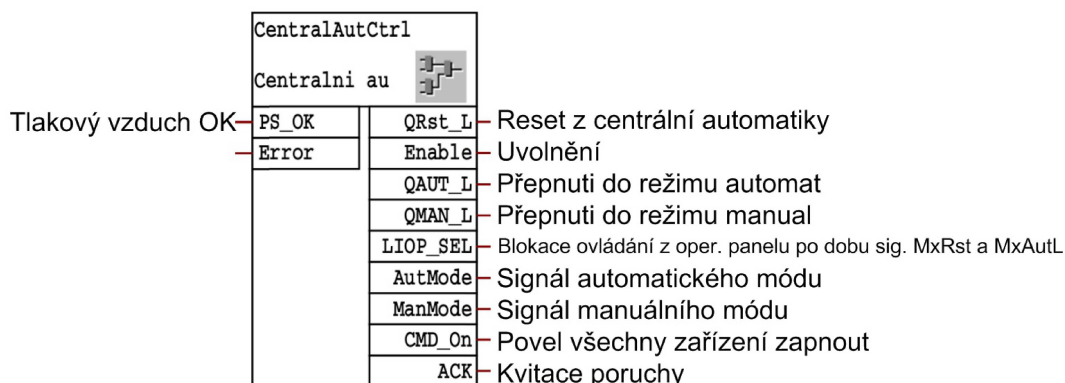 CentralAutCtrl
Centralni au
Tlakový vzduch OK PS_OK QRst_L Reset z centrální automatiky
Error Enable Uvolnění
QAUT_L Přepnuti do režimu automat
QMAN_L Přepnuti do režimu manual
LIOP_SEL Blokace ovládání z oper. panelu po dobu sig. MxRst a MxAutL
AutMode Signál automatického módu
ManMode Signál manuálního módu
CMD_On Povel všechny zařízení zapnout
ACK Kvitace poruchy